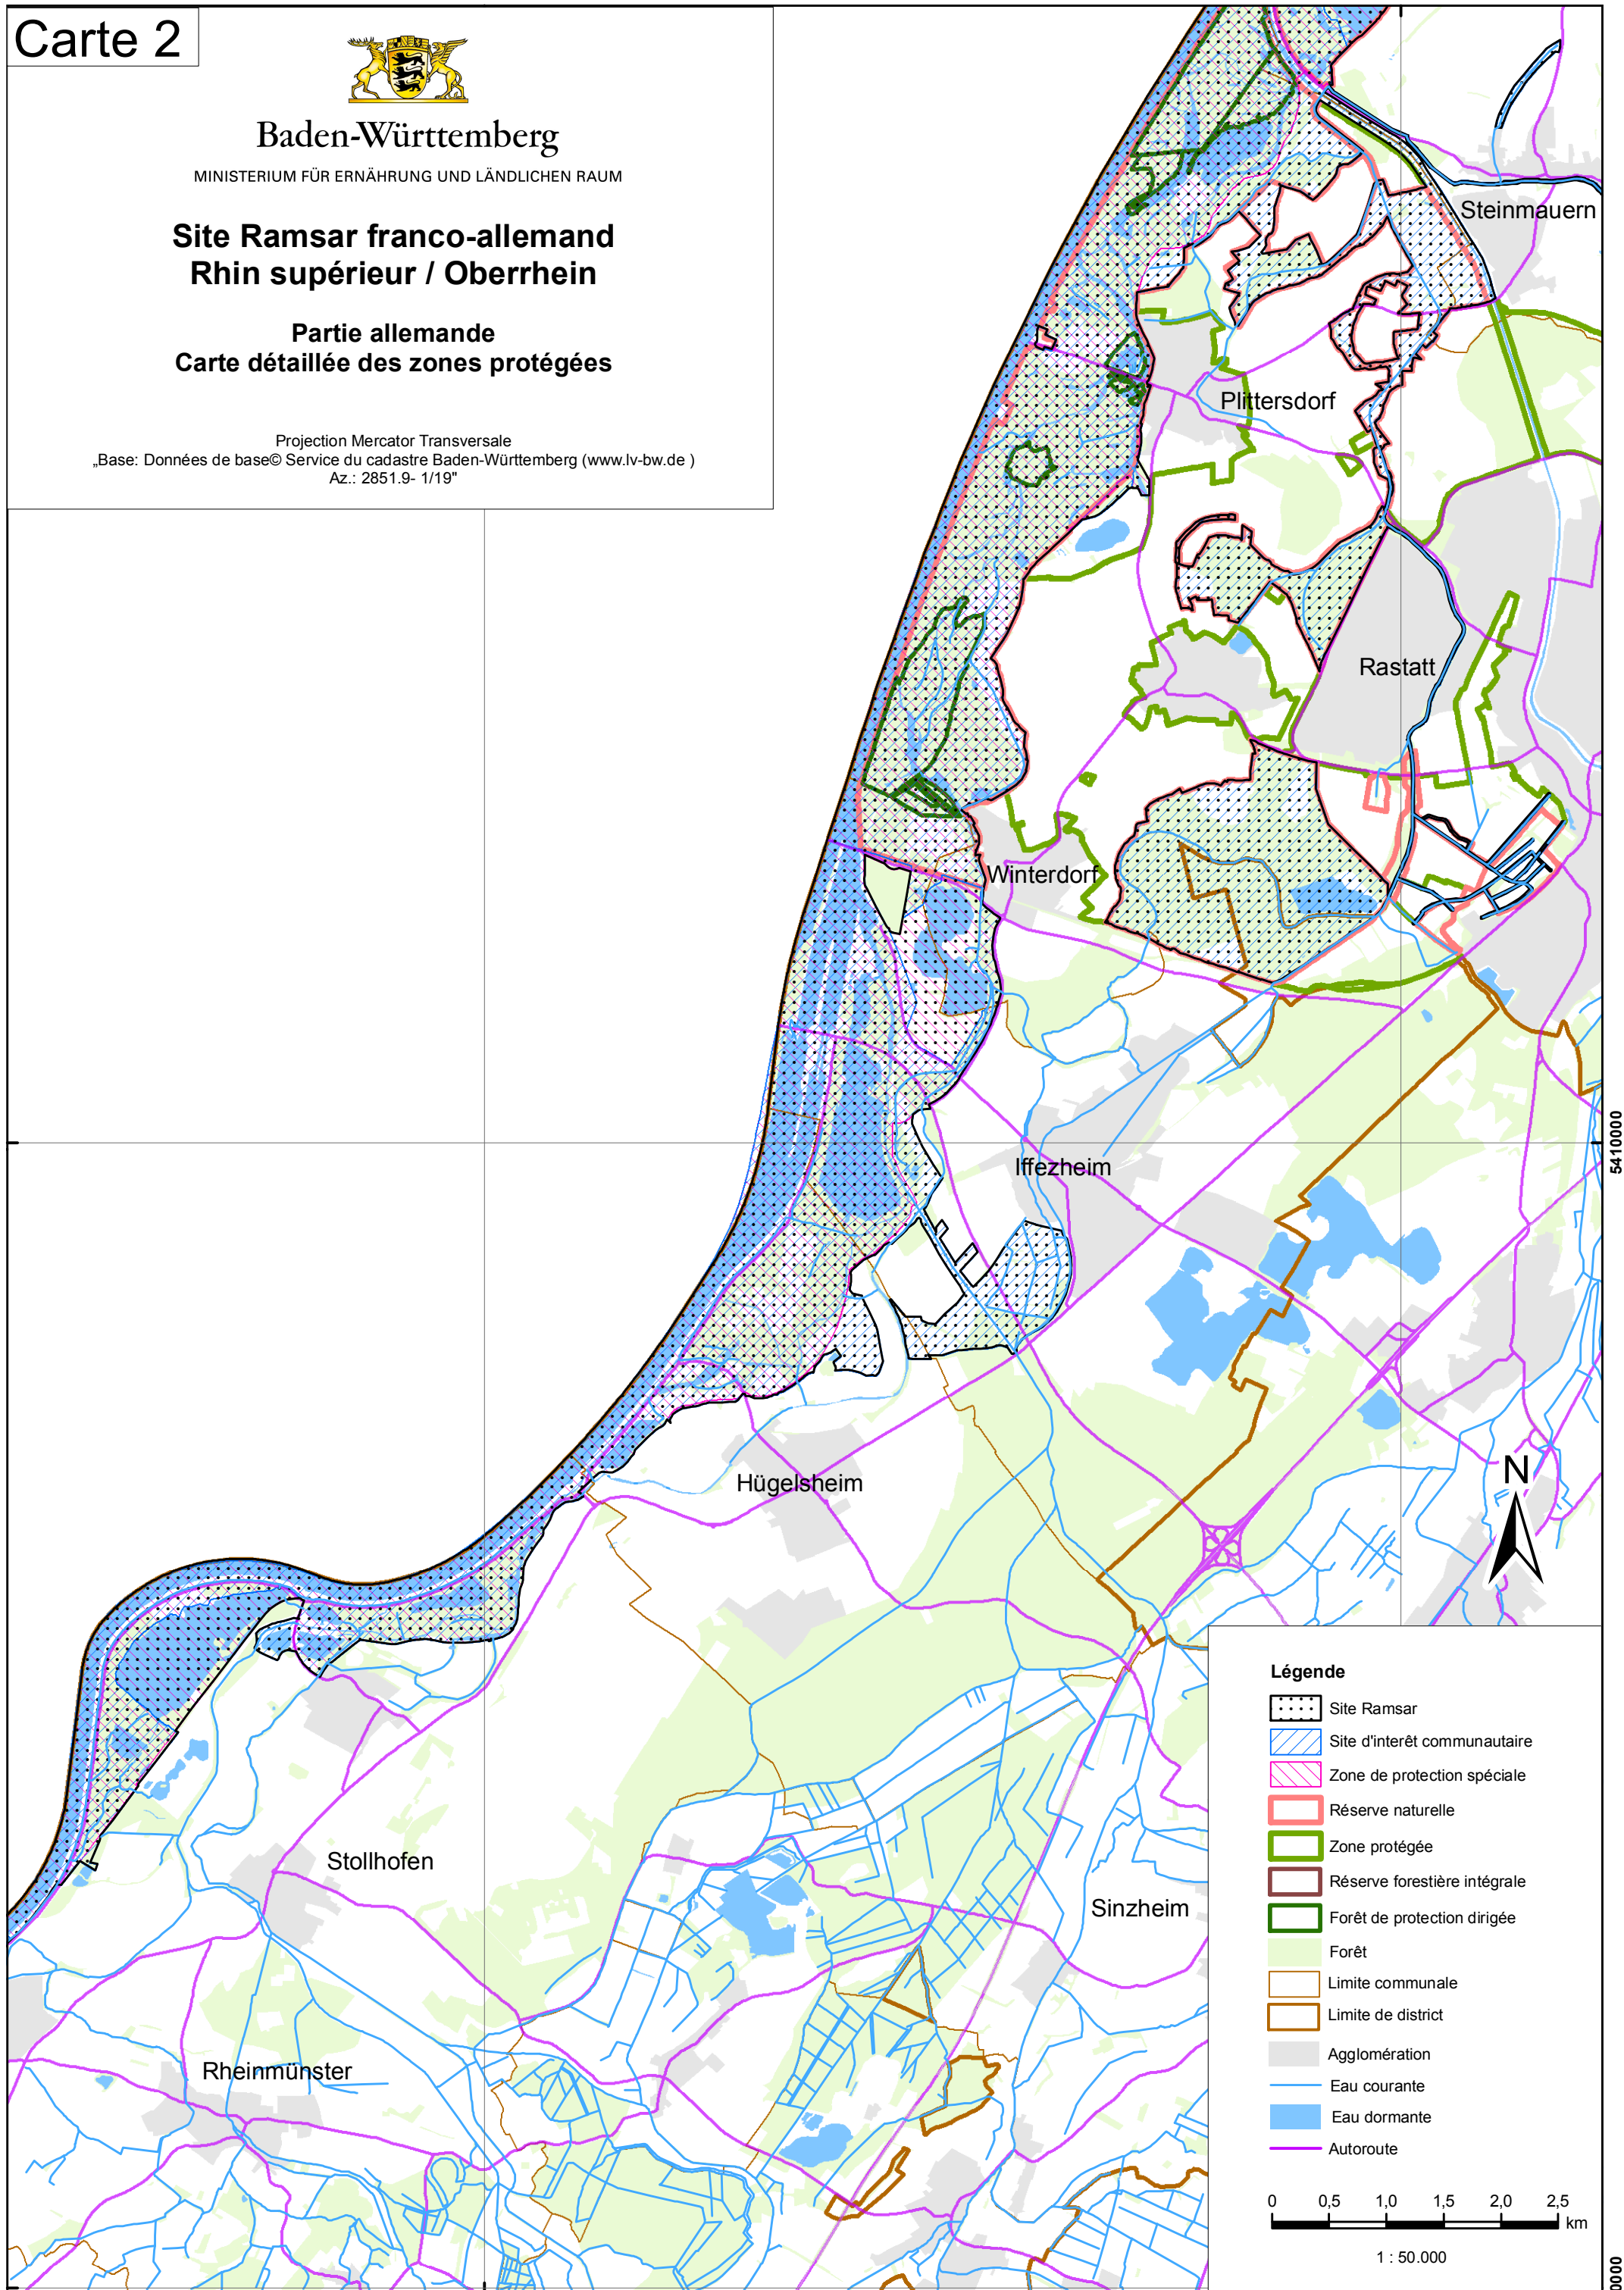 Carte 2
Baden-Württemberg
MINISTERIUM FÜR ERNÄHRUNG UND LÄNDLICHEN RAUM
Site Ramsar franco-allemand
Rhin supérieur / Oberrhein
Partie allemande
Carte détaillée des zones protégées
Projection Mercator Transversale
„Base: Données de base© Service du cadastre Baden-Württemberg (www.lv-bw.de )
Az.: 2851.9- 1/19"
Steinmauern
Plittersdorf
Rastatt
Winterdorf
Iffezheim
5410000
Hügelsheim
N
Stollhofen
Sinzheim
Rheinmünster
Légende
Site Ramsar
Site d'interêt communautaire
Zone de protection spéciale
Réserve naturelle
Zone protégée
Réserve forestière intégrale
Forêt de protection dirigée
Forêt
Limite communale
Limite de district
Agglomération
Eau courante
Eau dormante
Autoroute
0 0,5 1,0 1,5 2,0 2,5
km
1 : 50.000